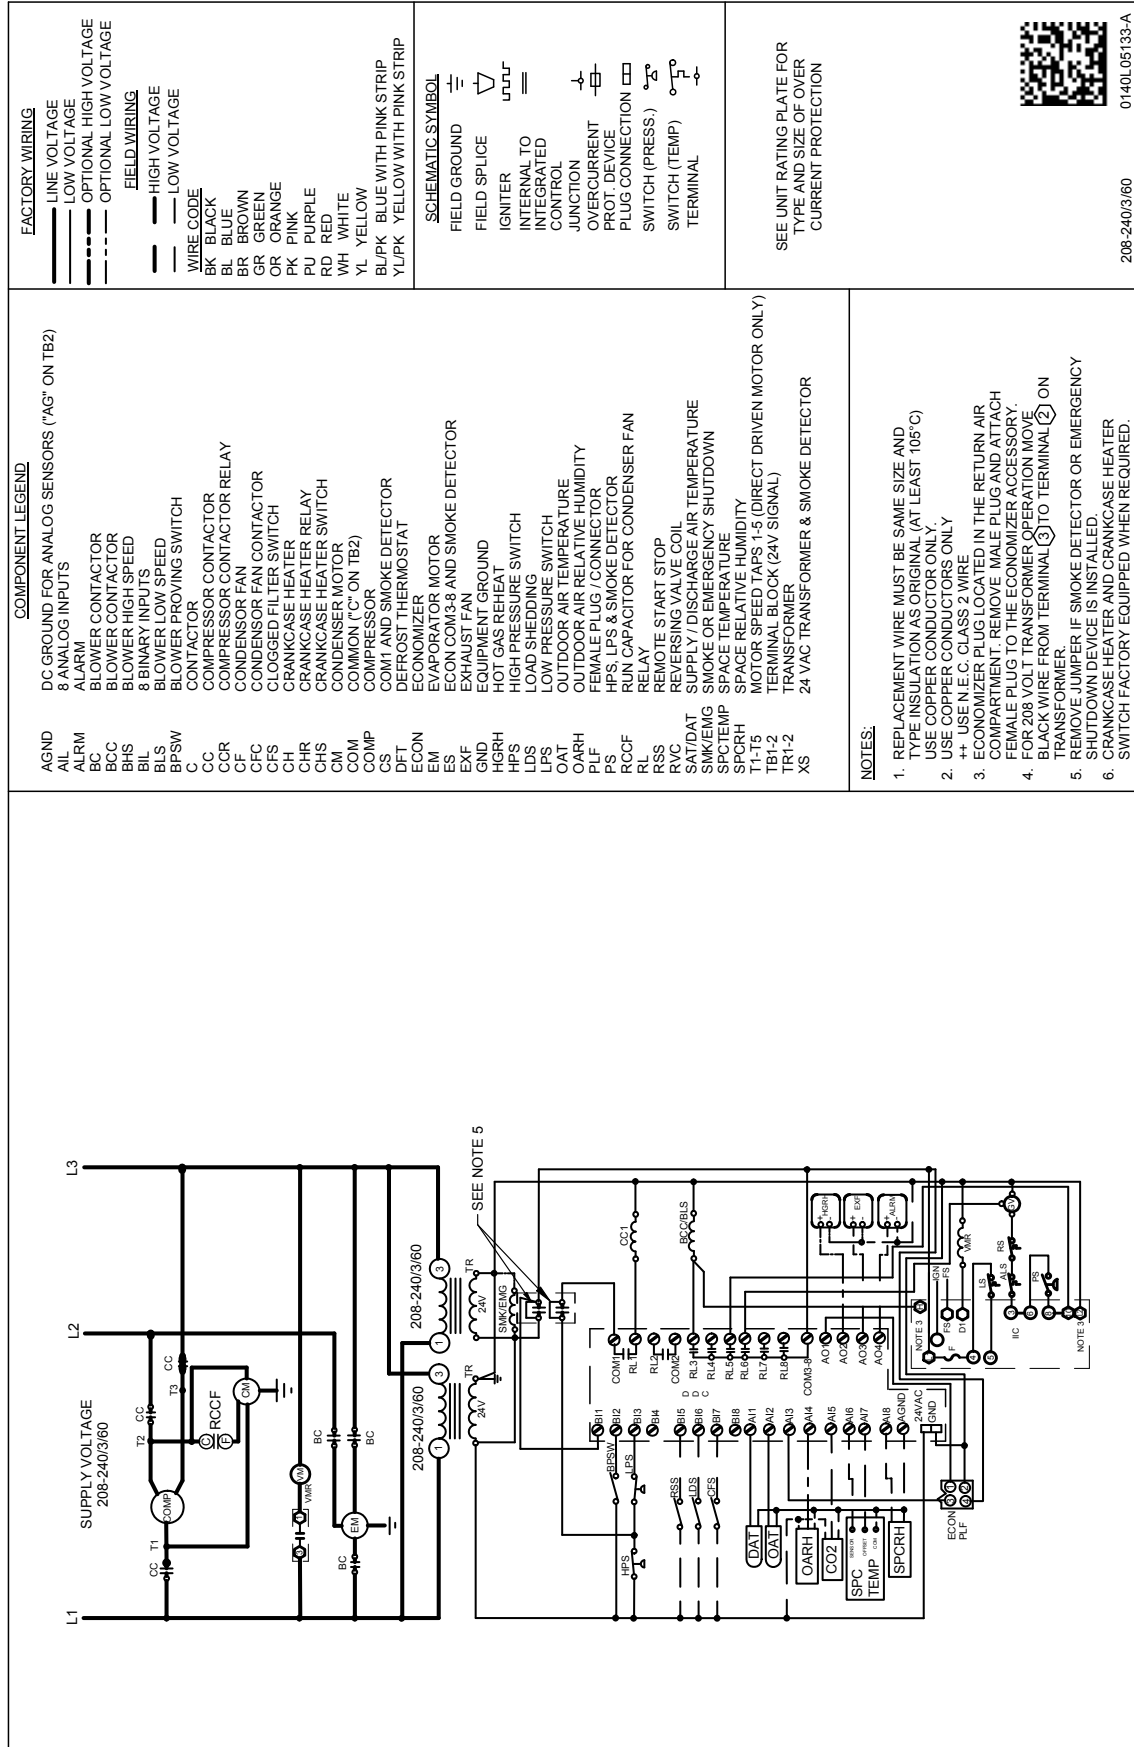 SUPPLY VOLTAGE
208-240/3/60
L1
L2
L3
CC
T1
COMP
T2
CC
T3
CC
C
F
RCCF
CM
3
1
VM
VMR
BC
EM
BC
BC
208-240/3/60
208-240/3/60
1
3
1
3
24V
TR
24V
TR
SMK/EMG
SEE NOTE 5
HPS
LPS
BPSW
RSS
LDS
CFS
BI1
BI2
BI3
BI4
BI5
BI6
BI7
BI8
AI1
AI2
AI3
AI4
AI5
AI6
AI7
AI8
AGND
24VAC
GND
D
D
C
COM1
RL1
RL2
COM2
RL3
RL4
RL5
RL6
RL7
RL8
COM3-8
AO1
AO2
AO3
AO4
CC1
BCC/BLS
HGRH
EXF
ALRM
DAT
OAT
OARH
CO2
SPC
TEMP
SENSOR
OFFSET
COM
SPCRH
ECON
PLF
3
1
4
2
NOTE 3
IGN
FS
FS
D1
VMR
F
4
5
LS
3
ALS
RS
GV
IIC
6
8
PS
NOTE 3
COMPONENT LEGEND
AGND DC GROUND FOR ANALOG SENSORS ("AG" ON TB2)
AIL 8 ANALOG INPUTS
ALRM ALARM
BC BLOWER CONTACTOR
BCC BLOWER CONTACTOR
BHS BLOWER HIGH SPEED
BIL 8 BINARY INPUTS
BLS BLOWER LOW SPEED
BPSW BLOWER PROVING SWITCH
C CONTACTOR
CC COMPRESSOR CONTACTOR
CCR COMPRESSOR CONTACTOR RELAY
CF CONDENSOR FAN
CFC CONDENSOR FAN CONTACTOR
CFS CLOGGED FILTER SWITCH
CH CRANKCASE HEATER
CHR CRANKCASE HEATER RELAY
CHS CRANKCASE HEATER SWITCH
CM CONDENSER MOTOR
COM COMMON ("C" ON TB2)
COMP COMPRESSOR
CS COM1 AND SMOKE DETECTOR
DFT DEFROST THERMOSTAT
ECON ECONOMIZER
EM EVAPORATOR MOTOR
ES ECON COM3-8 AND SMOKE DETECTOR
EXF EXHAUST FAN
GND EQUIPMENT GROUND
HGRH HOT GAS REHEAT
HPS HIGH PRESSURE SWITCH
LDS LOAD SHEDDING
LPS LOW PRESSURE SWITCH
OAT OUTDOOR AIR TEMPERATURE
OARH OUTDOOR AIR RELATIVE HUMIDITY
PLF FEMALE PLUG / CONNECTOR
PS HPS, LPS & SMOKE DETECTOR
RCCF RUN CAPACITOR FOR CONDENSER FAN
RL RELAY
RSS REMOTE START STOP
RVC REVERSING VALVE COIL
SAT/DAT SUPPLY / DISCHARGE AIR TEMPERATURE
SMK/EMG SMOKE OR EMERGENCY SHUTDOWN
SPCTEMP SPACE TEMPERATURE
SPCRH SPACE RELATIVE HUMIDITY
T1-T5 MOTOR SPEED TAPS 1-5 (DIRECT DRIVEN MOTOR ONLY)
TB1-2 TERMINAL BLOCK (24V SIGNAL)
TR1-2 TRANSFORMER
XS 24 VAC TRANSFORMER & SMOKE DETECTOR
NOTES:
1. REPLACEMENT WIRE MUST BE SAME SIZE AND
TYPE INSULATION AS ORIGINAL (AT LEAST 105°C)
USE COPPER CONDUCTOR ONLY.
2. USE COPPER CONDUCTORS ONLY
++ USE N.E.C. CLASS 2 WIRE
3. ECONOMIZER PLUG LOCATED IN THE RETURN AIR
COMPARTMENT. REMOVE MALE PLUG AND ATTACH
FEMALE PLUG TO THE ECONOMIZER ACCESSORY.
4. FOR 208 VOLT TRANSFORMER OPERATION MOVE
BLACK WIRE FROM TERMINAL 3 TO TERMINAL 2 ON
TRANSFORMER.
5. REMOVE JUMPER IF SMOKE DETECTOR OR EMERGENCY
SHUTDOWN DEVICE IS INSTALLED.
6. CRANKCASE HEATER AND CRANKCASE HEATER
SWITCH FACTORY EQUIPPED WHEN REQUIRED.
FACTORY WIRING
LINE VOLTAGE
LOW VOLTAGE
OPTIONAL HIGH VOLTAGE
OPTIONAL LOW VOLTAGE
FIELD WIRING
HIGH VOLTAGE
LOW VOLTAGE
WIRE CODE
BK BLACK
BL BLUE
BR BROWN
GR GREEN
OR ORANGE
PK PINK
PU PURPLE
RD RED
WH WHITE
YL YELLOW
BL/PK BLUE WITH PINK STRIP
YL/PK YELLOW WITH PINK STRIP
SCHEMATIC SYMBOL
FIELD GROUND
FIELD SPLICE
IGNITER
INTERNAL TO
INTEGRATED
CONTROL
JUNCTION
OVERCURRENT
PROT. DEVICE
PLUG CONNECTION
SWITCH (PRESS.)
SWITCH (TEMP)
TERMINAL
SEE UNIT RATING PLATE FOR
TYPE AND SIZE OF OVER
CURRENT PROTECTION
208-240/3/60
0140L05133-A